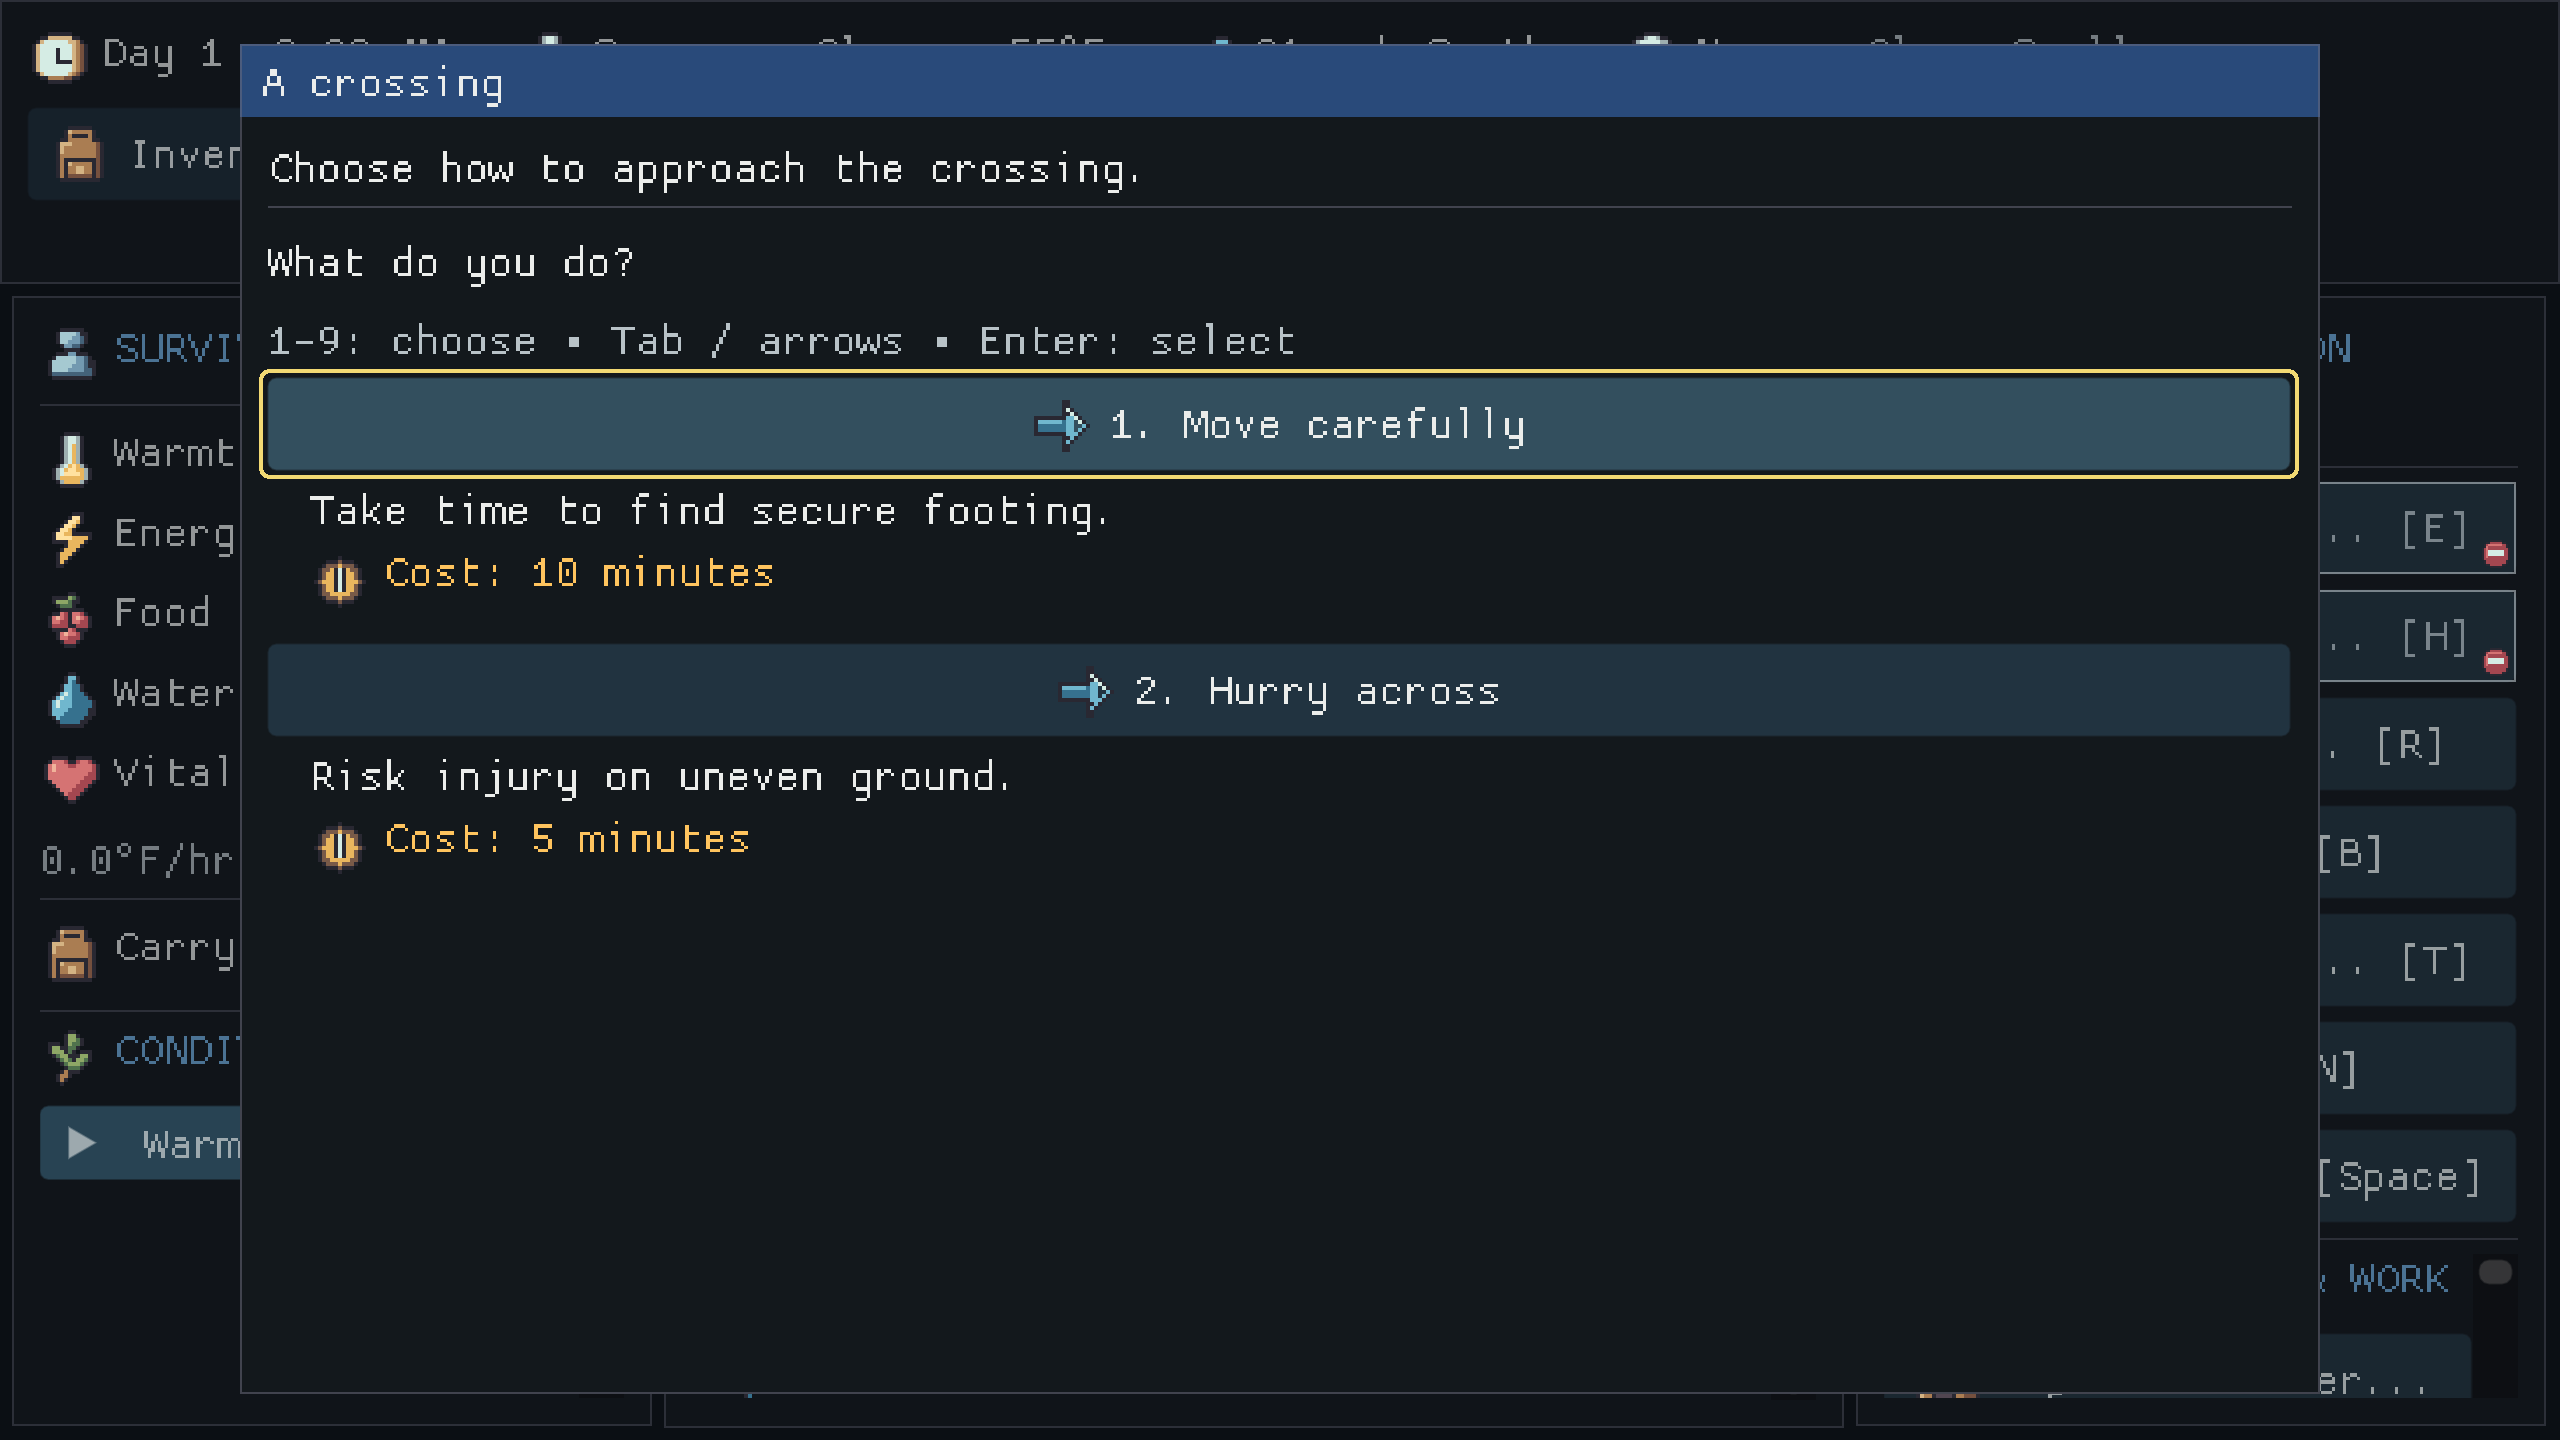 Day 1
A crossing
Inven
Choose how to approach the crossing.
What do you do?
1-9: choose ▪ Tab / arrows ▪ Enter: select
1. Move carefully
Take time to find secure footing.
Cost: 10 minutes
2. Hurry across
Risk injury on uneven ground.
Cost: 5 minutes
SURVI
Warmt
Energ
Food
Water
Vital
0.0°F/hr
Carry
CONDI
Warm
ON
.. [E]
.. [H]
. [R]
[B]
.. [T]
N]
[Space]
WORK
er...